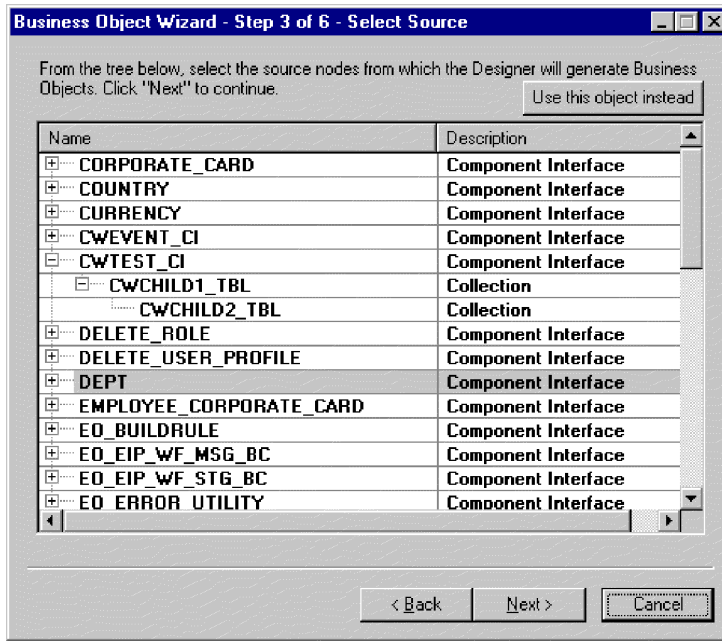 Business Object Wizard - Step 3 of 6 - Select Source
From the tree below, select the source nodes from which the Designer will generate Business
Objects. Click "Next" to continue.
Use this object instead
Name Description
CORPORATE_CARD Component Interface
COUNTRY Component Interface
CURRENCY Component Interface
CWEVENT_CI Component Interface
CWTEST_CI Component Interface
CWCHILD1_TBL Collection
CWCHILD2_TBL Collection
DELETE_ROLE Component Interface
DELETE_USER_PROFILE Component Interface
DEPT Component Interface
EMPLOYEE_CORPORATE_CARD Component Interface
EO_BUILDRULE Component Interface
EO_EIP_WF_MSG_BC Component Interface
EO_EIP_WF_STG_BC Component Interface
EO_ERROR_UTILITY Component Interface
< Back Next > Cancel